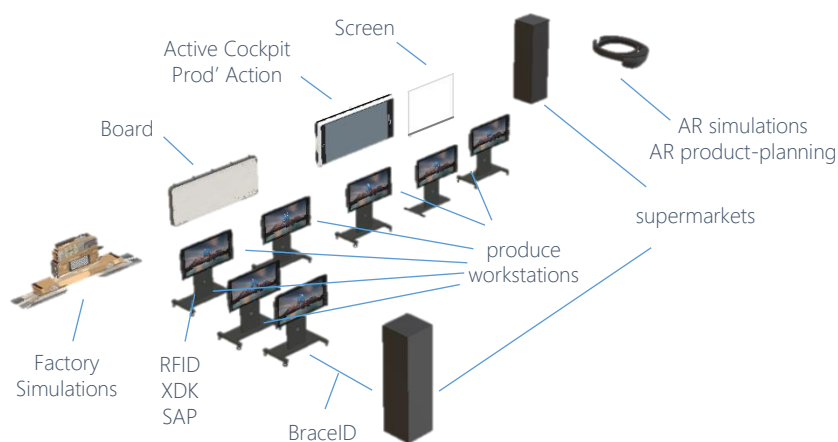 Screen
Active Cockpit
Prod’ Action
AR simulations
AR product-planning
Board
supermarkets
produce
workstations
Factory
Simulations
RFID
XDK
SAP
BraceID